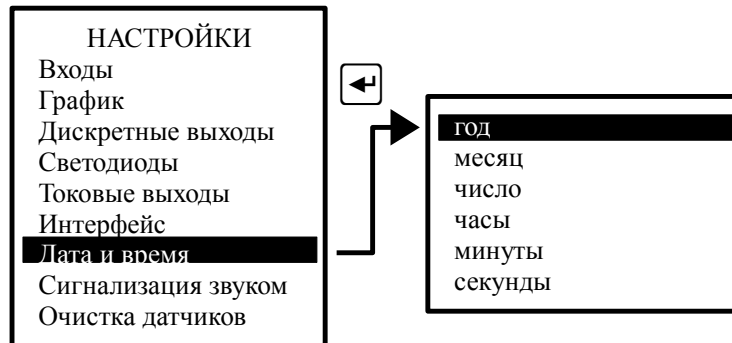 НАСТРОЙКИ
Входы
График
Дискретные выходы
Светодиоды
Токовые выходы
Интерфейс
Дата и время
Сигнализация звуком
Очистка датчиков
год
месяц
число
часы
минуты
секунды